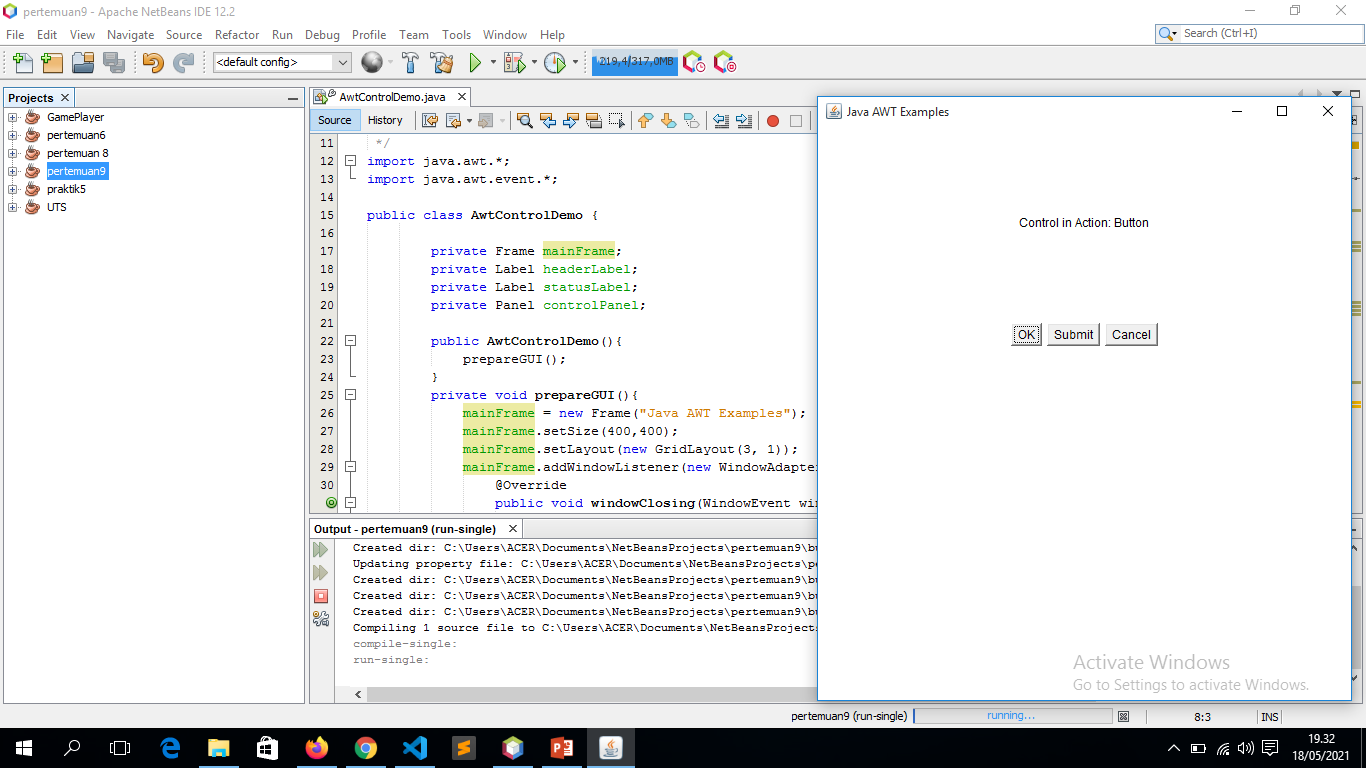 pertemuan9 - Apache NetBeans IDE 12.2
File Edit View Navigate Source Refactor Run Debug Profile Team Tools Window Help
Search (Ctrl+I)
<default config>
219,4/317,0MB
Projects
GamePlayer
pertemuan6
pertemuan 8
pertemuan9
praktik5
UTS
AwtControlDemo.java
Source History
11 */
12 import java.awt.*;
13 import java.awt.event.*;
14
15 public class AwtControlDemo {
16
17 private Frame mainFrame;
18 private Label headerLabel;
19 private Label statusLabel;
20 private Panel controlPanel;
21
22 public AwtControlDemo(){
23 prepareGUI();
24 }
25 private void prepareGUI(){
26 mainFrame = new Frame("Java AWT Examples");
27 mainFrame.setSize(400,400);
28 mainFrame.setLayout(new GridLayout(3, 1));
29 mainFrame.addWindowListener(new WindowAdapter
30 @Override
public void windowClosing(WindowEvent win
Output - pertemuan9 (run-single)
Created dir: C:\Users\ACER\Documents\NetBeansProjects\pertemuan9\bu
Updating property file: C:\Users\ACER\Documents\NetBeansProjects\pe
Created dir: C:\Users\ACER\Documents\NetBeansProjects\pertemuan9\bu
Created dir: C:\Users\ACER\Documents\NetBeansProjects\pertemuan9\bu
Created dir: C:\Users\ACER\Documents\NetBeansProjects\pertemuan9\bu
Compiling 1 source file to C:\Users\ACER\Documents\NetBeansProjects
compile-single:
run-single:
Java AWT Examples
Control in Action: Button
OK Submit Cancel
Activate Windows
Go to Settings to activate Windows.
pertemuan9 (run-single) running... 8:3 INS
19.32
18/05/2021